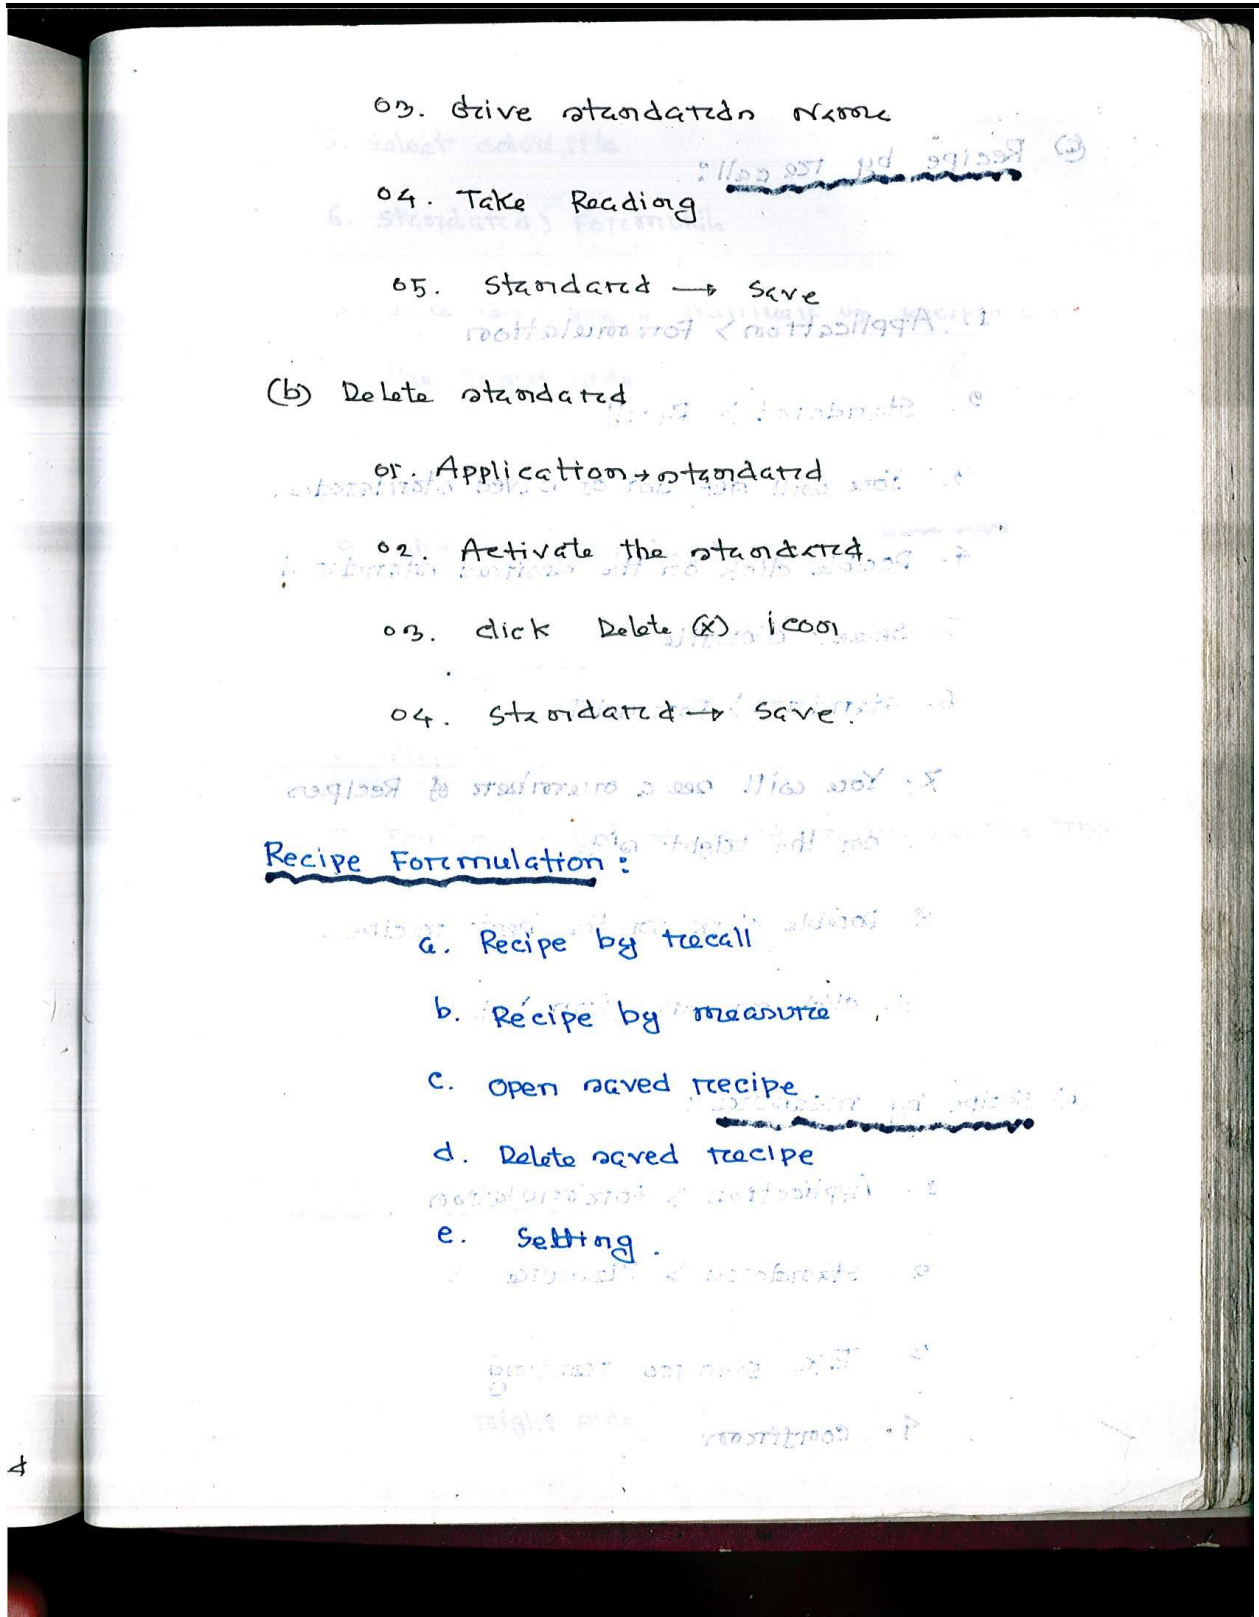 03. Give standards Name
04. Take Reading
05. Standard → Save
(b) Delete standard
01. Application → standard
02. Activate the standard
03. click Delete (x) icon
04. Standard → Save.
Recipe Formulation :
a. Recipe by recall
b. Recipe by measure
c. open saved recipe.
d. Delete saved recipe
e. Setting.